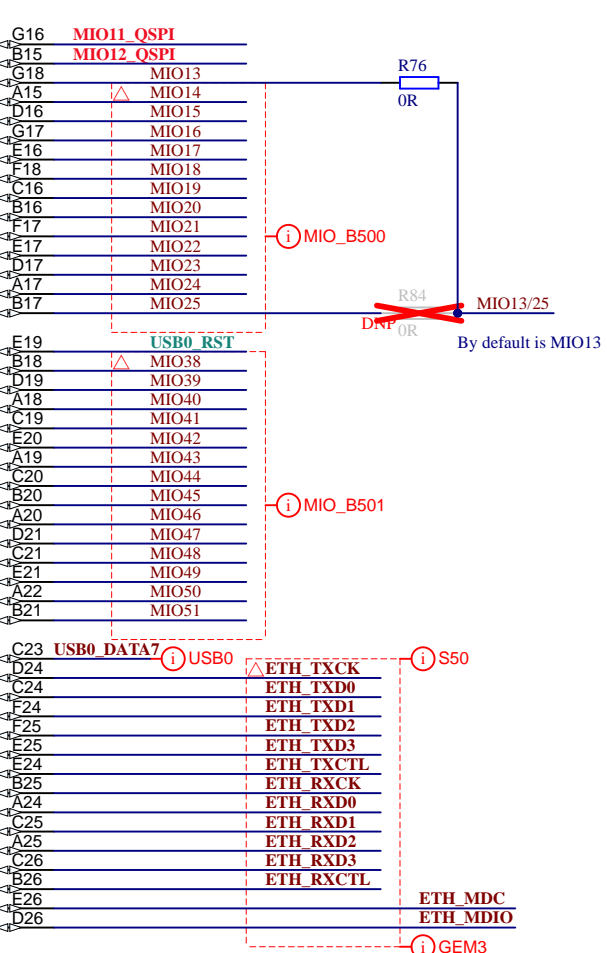 G16 MIO11_QSPI
B15 MIO12_QSPI
G18 MIO13 R76
A15 MIO14 0R
D16 MIO15
G17 MIO16
E16 MIO17
F18 MIO18
C16 MIO19
B16 MIO20
F17 MIO21 i MIO_B500
E17 MIO22
D17 MIO23
A17 MIO24 R84
B17 MIO25 MIO13/25
DNP 0R
By default is MIO13
E19 USB0_RST
B18 MIO38
D19 MIO39
A18 MIO40
C19 MIO41
E20 MIO42
A19 MIO43
C20 MIO44
B20 MIO45 i MIO_B501
A20 MIO46
D21 MIO47
C21 MIO48
E21 MIO49
A22 MIO50
B21 MIO51
C23 USB0_DATA7 i USB0 i S50
D24 ETH_TXCK
C24 ETH_TXD0
F24 ETH_TXD1
F25 ETH_TXD2
E25 ETH_TXD3
E24 ETH_TXCTL
B25 ETH_RXCK
A24 ETH_RXD0
C25 ETH_RXD1
A25 ETH_RXD2
C26 ETH_RXD3
B26 ETH_RXCTL
E26 ETH_MDC
D26 ETH_MDIO
i GEM3